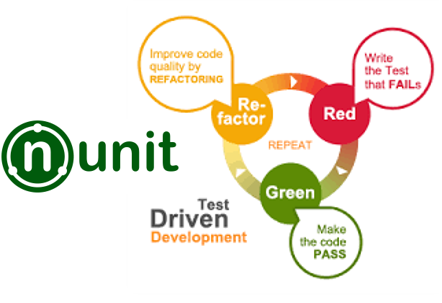 Improve code
quality by
REFACTORING
Write
the Test
that FAILs
Re-
factor
Red
REPEAT
nunit
Green
Test
Driven
Development
Make
the code
PASS